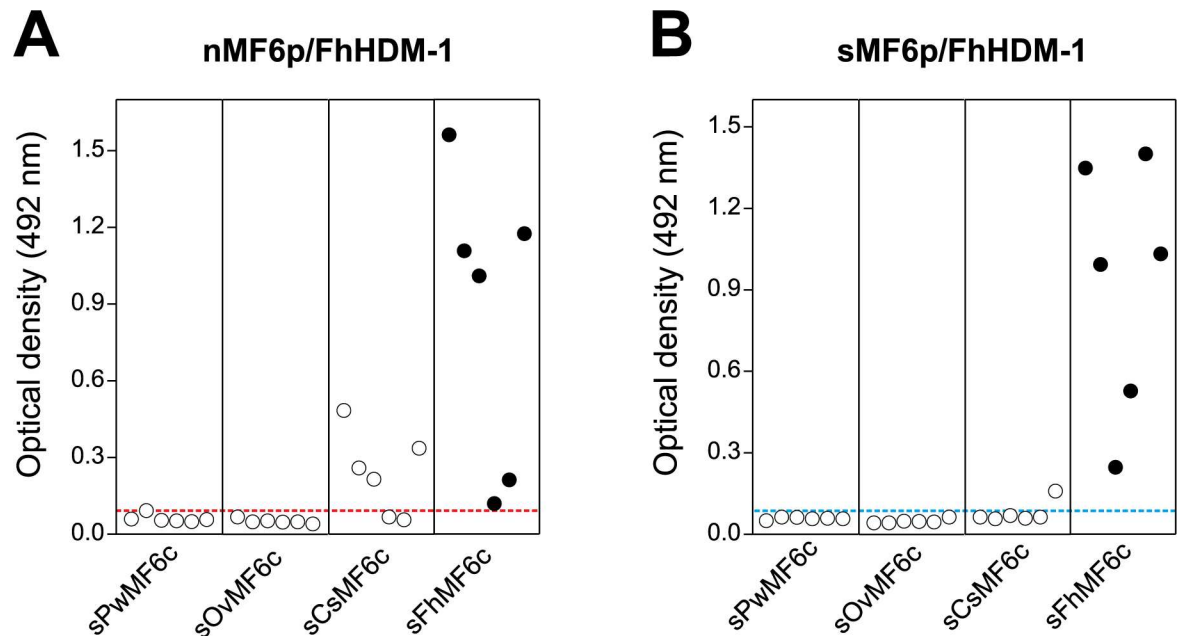 A
nMF6p/FhHDM-1
Optical density (492 nm)
1.5
1.2
0.9
0.6
0.3
0.0
sPwMF6c
sOvMF6c
sCsMF6c
sFhMF6c
B
sMF6p/FhHDM-1
Optical density (492 nm)
1.5
1.2
0.9
0.6
0.3
0.0
sPwMF6c
sOvMF6c
sCsMF6c
sFhMF6c